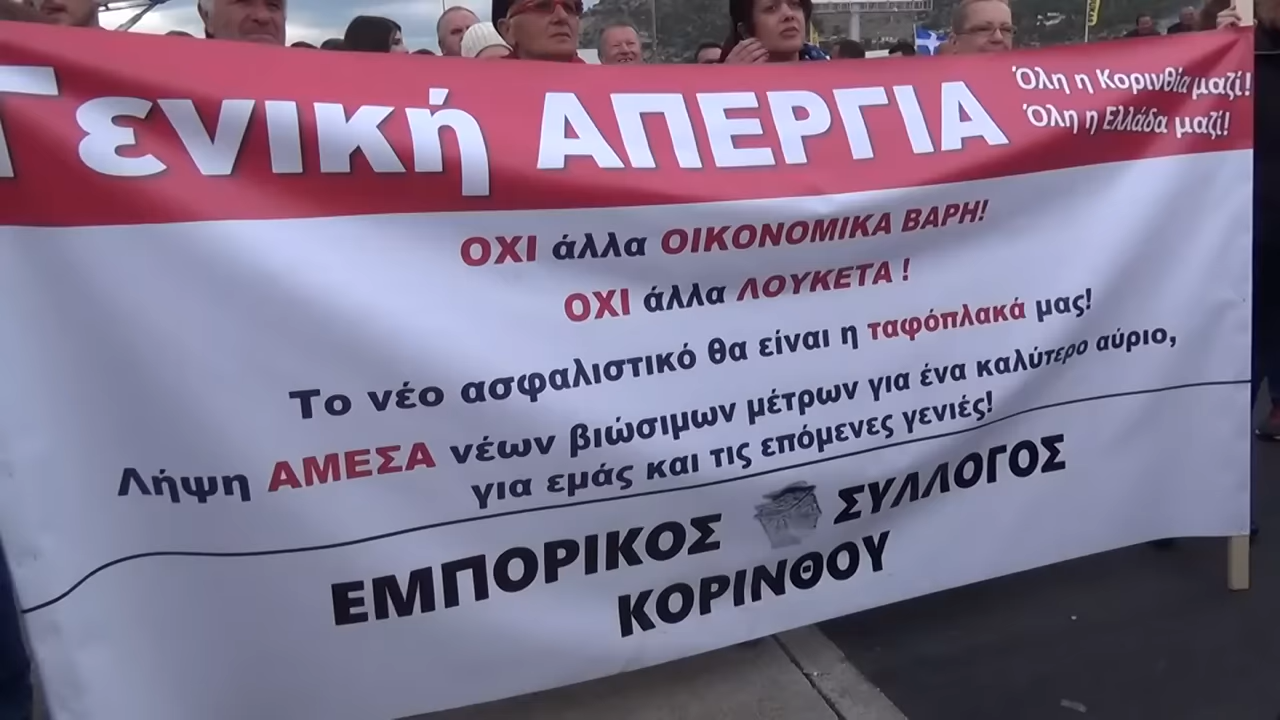 Γενική ΑΠΕΡΓΙΑ
Όλη η Κορινθία μαζί!
Όλη η Ελλάδα μαζί!
ΟΧΙ άλλα ΟΙΚΟΝΟΜΙΚΑ ΒΑΡΗ!
ΟΧΙ άλλα ΛΟΥΚΕΤΑ !
Το νέο ασφαλιστικό θα είναι η ταφόπλακά μας!
Λήψη ΑΜΕΣΑ νέων βιώσιμων μέτρων για ένα καλύτερο αύριο,
για εμάς και τις επόμενες γενιές!
ΕΜΠΟΡΙΚΟΣ ΣΥΛΛΟΓΟΣ
ΚΟΡΙΝΘΟΥ